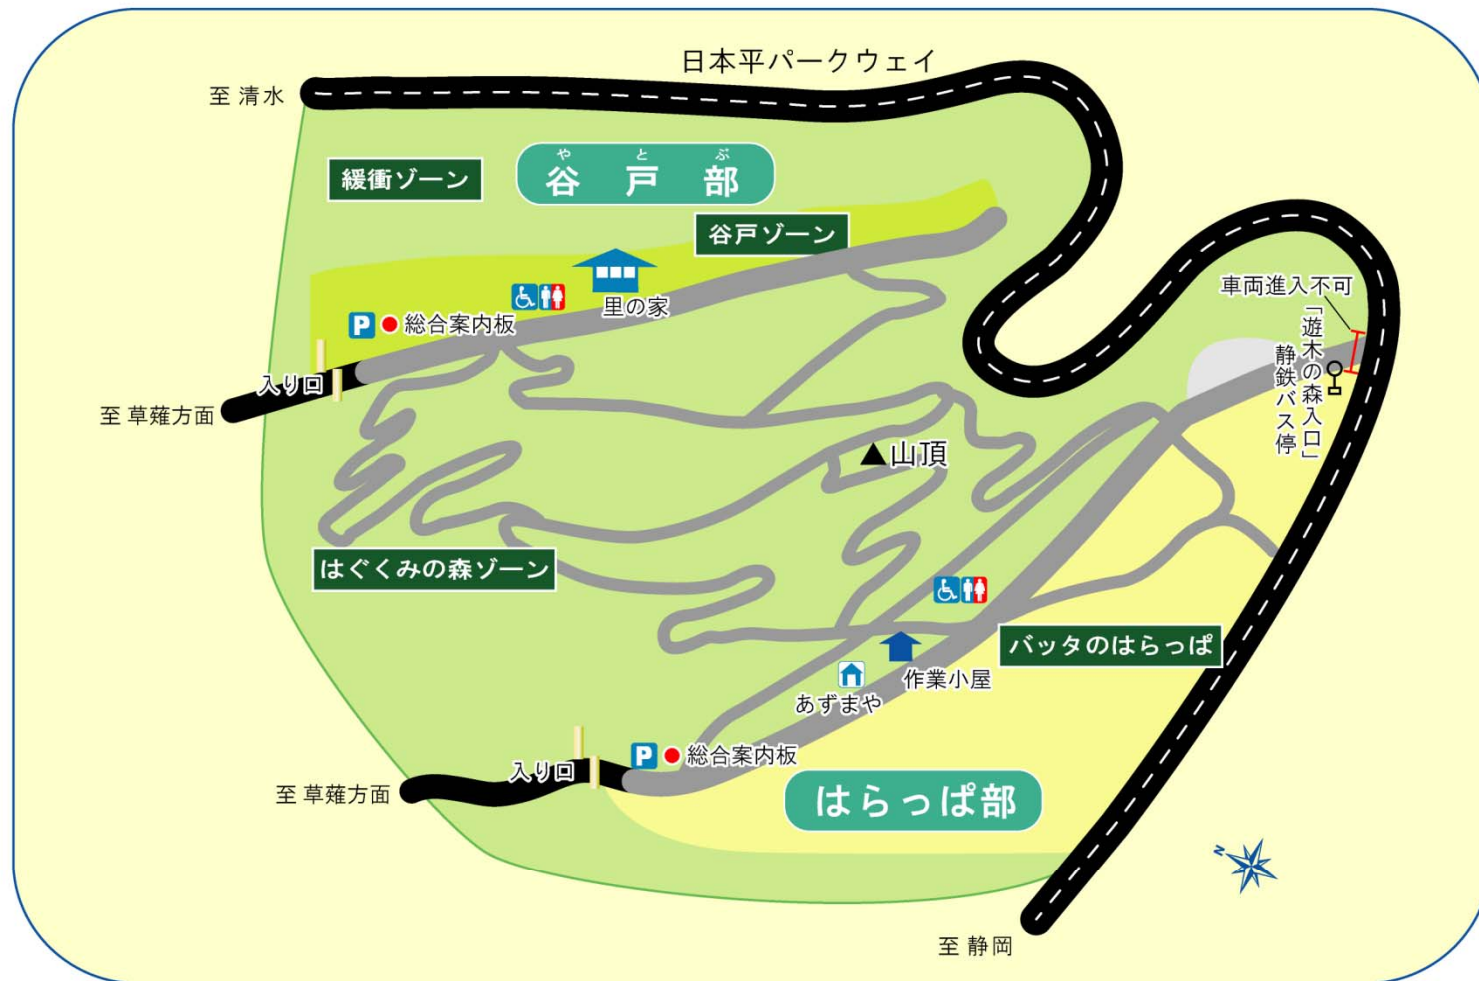 日本平パークウェイ
至 清水
緩衝ゾーン
やとぶ
谷戸部
谷戸ゾーン
里の家
P
総合案内板
入り口
至 草薙方面
車両進入不可
「遊木の森入口」
静鉄バス停
山頂
はぐくみの森ゾーン
バッタのはらっぱ
作業小屋
あずまや
P
総合案内板
入り口
至 草薙方面
はらっぱ部
N
至 静岡